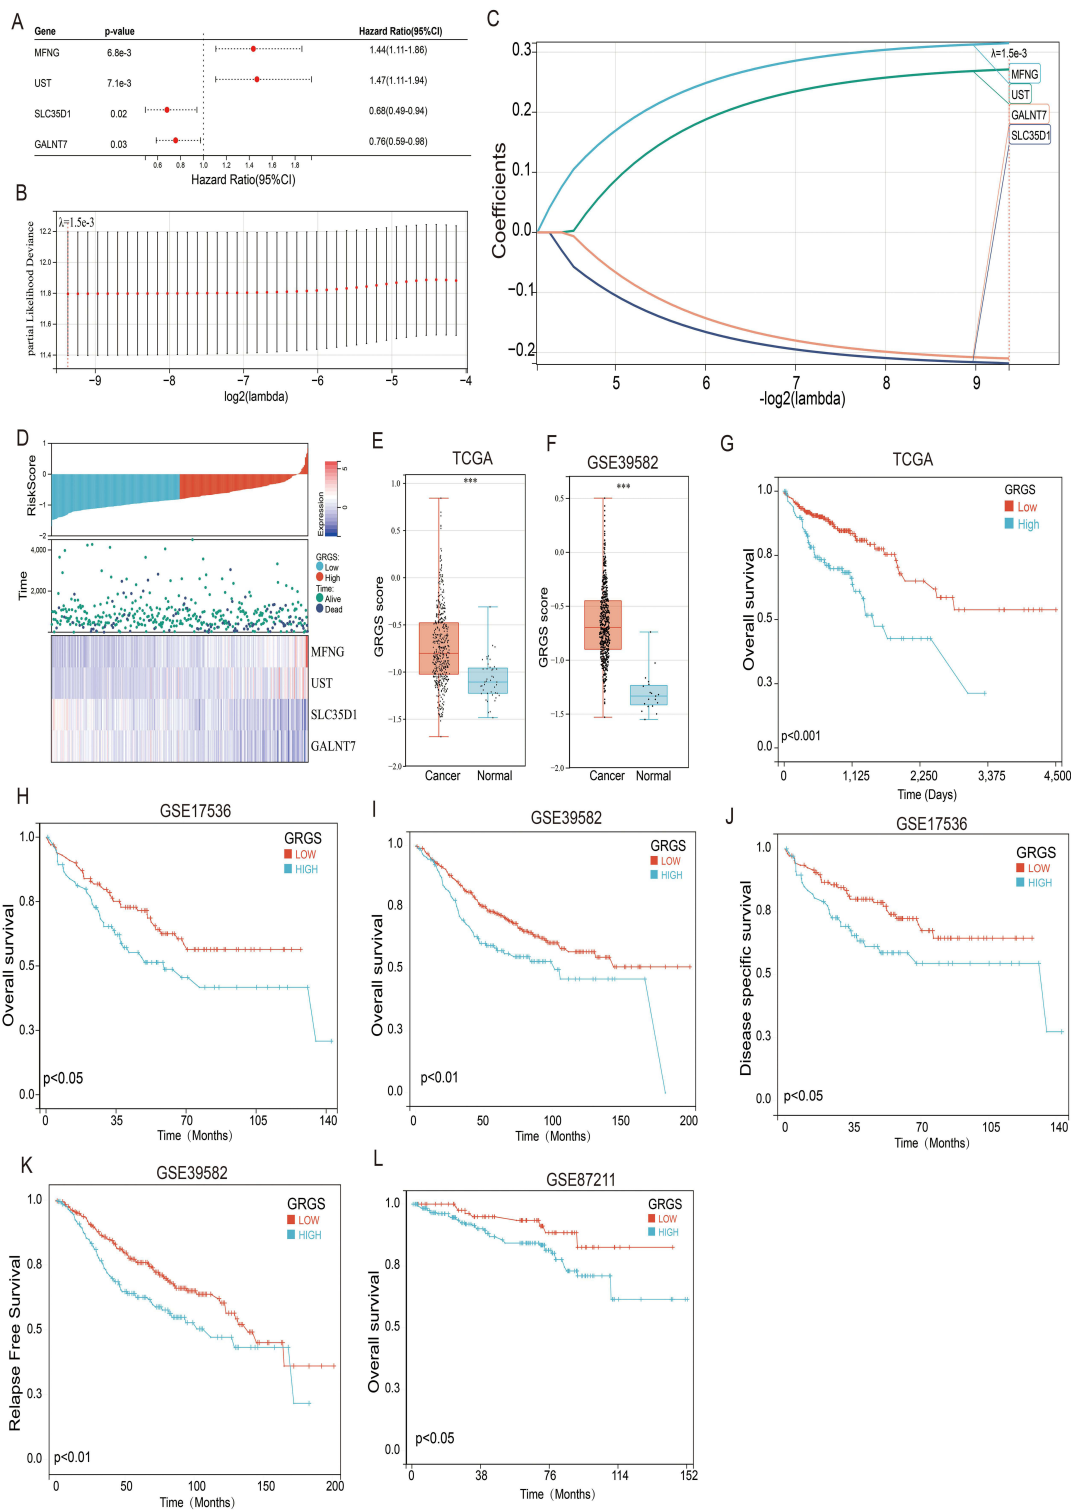 A
Gene p-value Hazard Ratio(95%CI)
MFNG 6.8e-3 1.44(1.11-1.86)
UST 7.1e-3 1.47(1.11-1.94)
SLC35D1 0.02 0.68(0.49-0.94)
GALNT7 0.03 0.76(0.59-0.98)
0.6 0.8 1.0 1.2 1.4 1.6 1.8
Hazard Ratio(95%CI)
B
λ=1.5e-3
partial Likelihood Deviance
12.2
12.0
11.8
11.6
11.4
−9 −8 −7 −6 −5 −4
log2(lambda)
C
λ=1.5e-3
MFNG
UST
GALNT7
SLC35D1
Coefficients
0.3
0.2
0.1
0.0
−0.1
−0.2
5 6 7 8 9
-log2(lambda)
D
RiskScore
1
0
−1
−2
Expression
5
0
Time
4,000
2,000
GRGS:
Low
High
Time:
Alive
Dead
MFNG
UST
SLC35D1
GALNT7
E
TCGA
***
GRGS score
1.0
0.5
0.0
−0.5
−1.0
−1.5
−2.0
Cancer Normal
F
GSE39582
***
GRGS score
0.5
0.0
−0.5
−1.0
−1.5
−2.0
Cancer Normal
G
TCGA
GRGS
Low
High
Overall survival
1.0
0.8
0.5
0.3
0.0
p<0.001
0 1,125 2,250 3,375 4,500
Time (Days)
H
GSE17536
GRGS
LOW
HIGH
Overall survival
1.0
0.8
0.5
0.3
0.0
p<0.05
0 35 70 105 140
Time (Months)
I
GSE39582
GRGS
LOW
HIGH
Overall survival
1.0
0.8
0.5
0.3
0.0
p<0.01
0 50 100 150 200
Time (Months)
J
GSE17536
GRGS
LOW
HIGH
Disease specific survival
1.0
0.8
0.5
0.3
0.0
p<0.05
0 35 70 105 140
Time (Months)
K
GSE39582
GRGS
LOW
HIGH
Relapse Free Survival
1.0
0.8
0.5
0.3
0.0
p<0.01
0 50 100 150 200
Time (Months)
L
GSE87211
GRGS
LOW
HIGH
Overall survival
1.0
0.8
0.5
0.3
0.0
p<0.05
0 38 76 114 152
Time (Months)